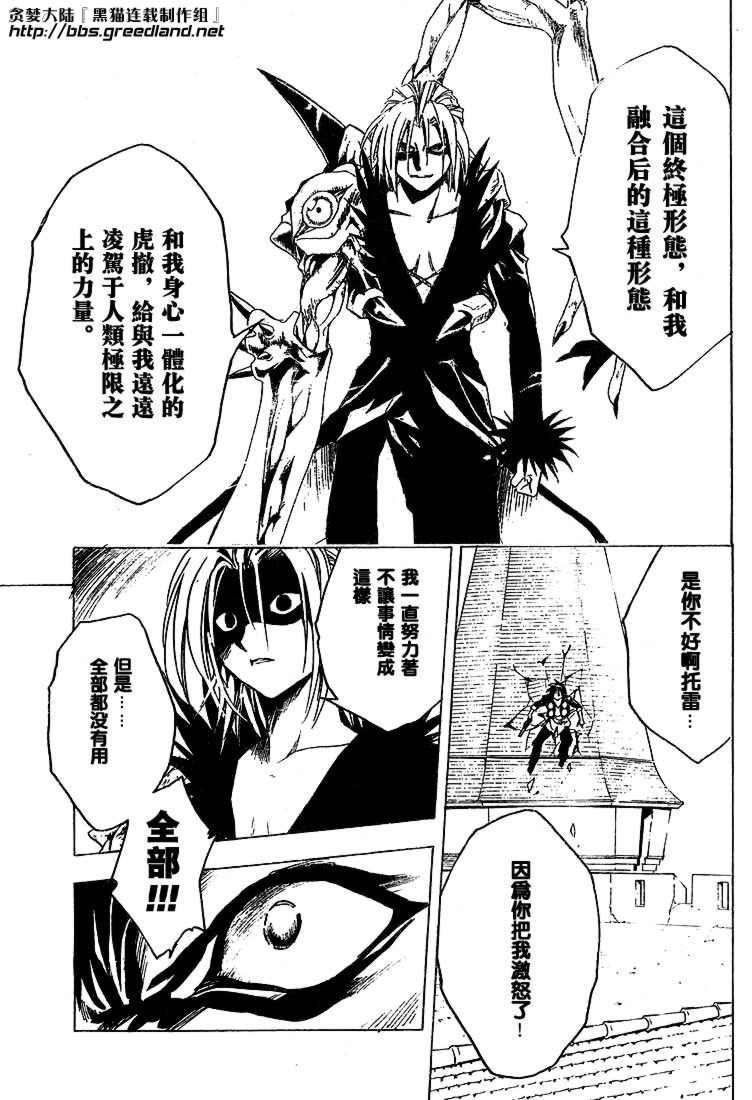 贪婪大陆『黑猫连载制作组』
http://bbs.greedland.net/
這個終極形態，和我
融合后的這種形態
和我身心一體化的
虎撤，給與我遠遠
凌駕于人類極限之
上的力量。
是你不好啊托雷…
因爲你把我激怒了！
我一直努力着
不讓事情變成
這樣
但是……
全部都没有用
全部!!!